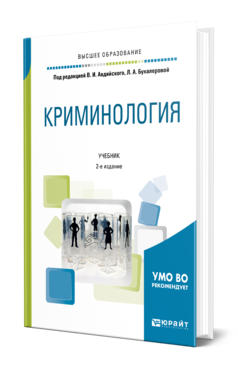 ВЫСШЕЕ ОБРАЗОВАНИЕ
Под редакцией В. И. Авдийского, Л. А. Букалеровой
КРИМИНОЛОГИЯ
УЧЕБНИК
2-е издание
УМО ВО
РЕКОМЕНДУЕТ
юрайт